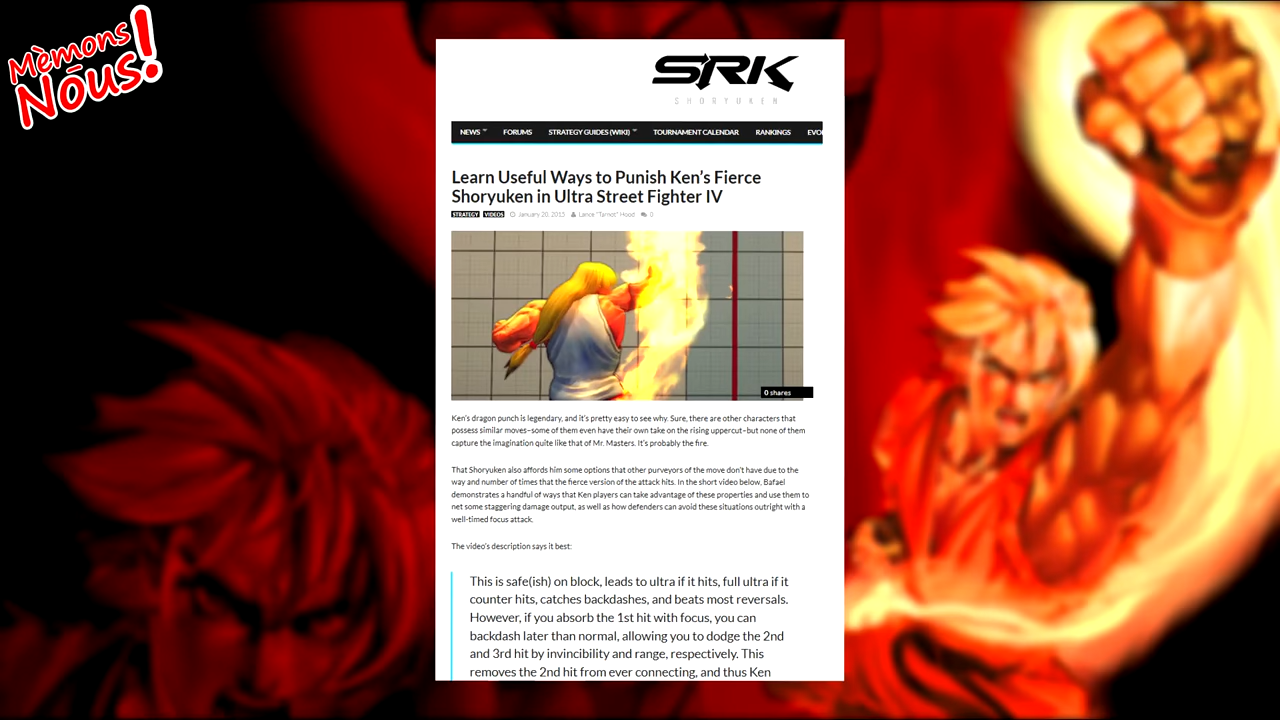 Mèmons
Nōus!
SRK
SHORYUKEN
NEWS FORUMS STRATEGY GUIDES (WIKI) TOURNAMENT CALENDAR RANKINGS EVO
Learn Useful Ways to Punish Ken's Fierce
Shoryuken in Ultra Street Fighter IV
STRATEGY VIDEOS January 20, 2015 Lance "Tarnot" Hood 0
0 shares
Ken's dragon punch is legendary, and it's pretty easy to see why. Sure, there are other characters that
possess similar moves–some of them even have their own take on the rising uppercut–but none of them
capture the imagination quite like that of Mr. Masters. It's probably the fire.
That Shoryuken also affords him some options that other purveyors of the move don't have due to the
way and number of times that the fierce version of the attack hits. In the short video below, Bafael
demonstrates a handful of ways that Ken players can take advantage of these properties and use them to
net some staggering damage output, as well as how defenders can avoid these situations outright with a
well-timed focus attack.
The video's description says it best:
This is safe(ish) on block, leads to ultra if it hits, full ultra if it
counter hits, catches backdashes, and beats most reversals.
However, if you absorb the 1st hit with focus, you can
backdash later than normal, allowing you to dodge the 2nd
and 3rd hit by invincibility and range, respectively. This
removes the 2nd hit from ever connecting, and thus Ken